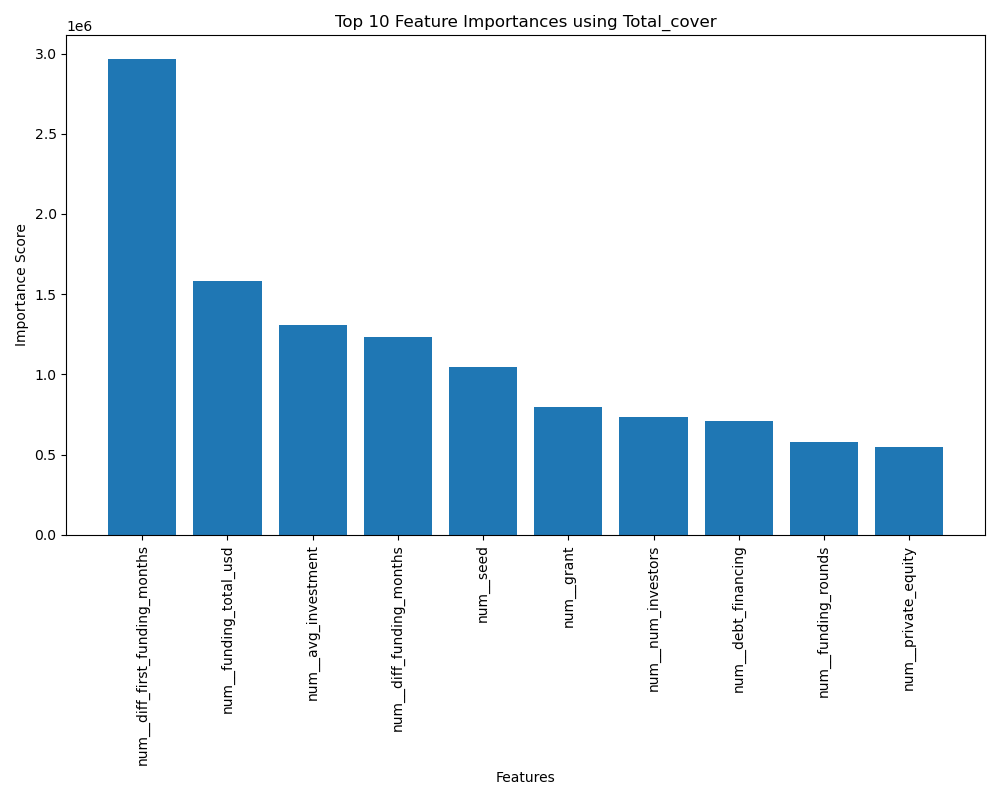 Top 10 Feature Importances using Total_cover
1e6
3.0
2.5
2.0
1.5
1.0
0.5
0.0
Importance Score
num__diff_first_funding_months
num__funding_total_usd
num__avg_investment
num__diff_funding_months
num__seed
num__grant
num__num_investors
num__debt_financing
num__funding_rounds
num__private_equity
Features